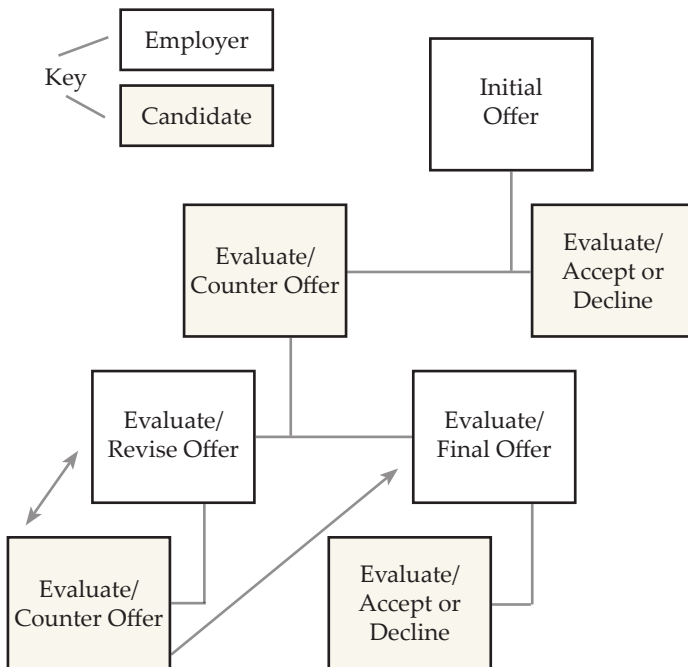 Employer
Key
Candidate
Initial
Offer
Evaluate/
Counter Offer
Evaluate/
Accept or
Decline
Evaluate/
Revise Offer
Evaluate/
Final Offer
Evaluate/
Counter Offer
Evaluate/
Accept or
Decline